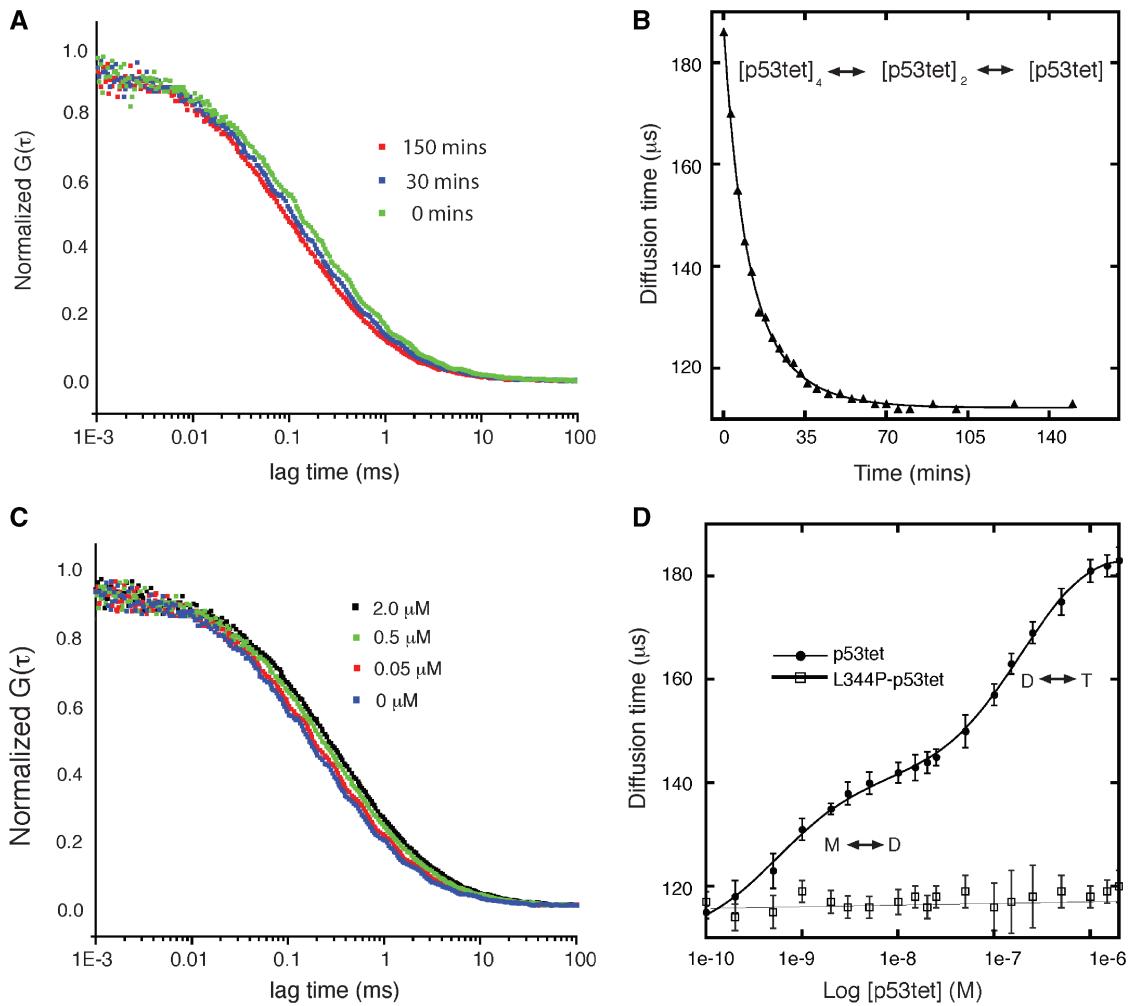 A
Normalized G(τ)
1.0
0.8
0.6
0.4
0.2
0.0
150 mins
30 mins
0 mins
1E-3
0.01
0.1
1
10
100
lag time (ms)
B
Diffusion time (μs)
180
160
140
120
[p53tet]4 ↔ [p53tet]2 ↔ [p53tet]
0
35
70
105
140
Time (mins)
C
Normalized G(τ)
1.0
0.8
0.6
0.4
0.2
0.0
2.0 μM
0.5 μM
0.05 μM
0 μM
1E-3
0.01
0.1
1
10
100
lag time (ms)
D
Diffusion time (μs)
180
160
140
120
p53tet
L344P-p53tet
D ↔ T
M ↔ D
1e-10
1e-9
1e-8
1e-7
1e-6
Log [p53tet] (M)